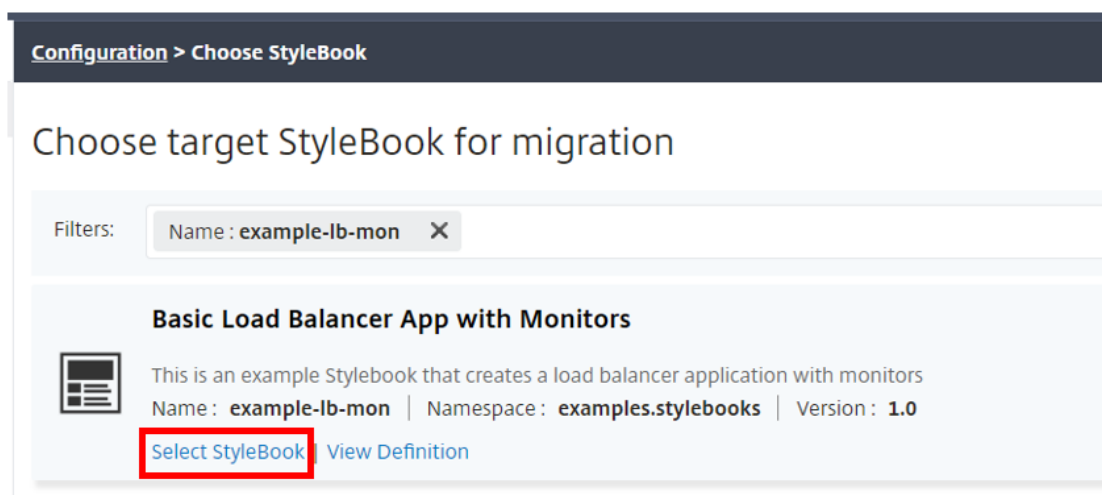 Configuration > Choose StyleBook
Choose target StyleBook for migration
Filters: Name : example-lb-mon ✕
Basic Load Balancer App with Monitors
This is an example Stylebook that creates a load balancer application with monitors
Name : example-lb-mon | Namespace : examples.stylebooks | Version : 1.0
Select StyleBook | View Definition